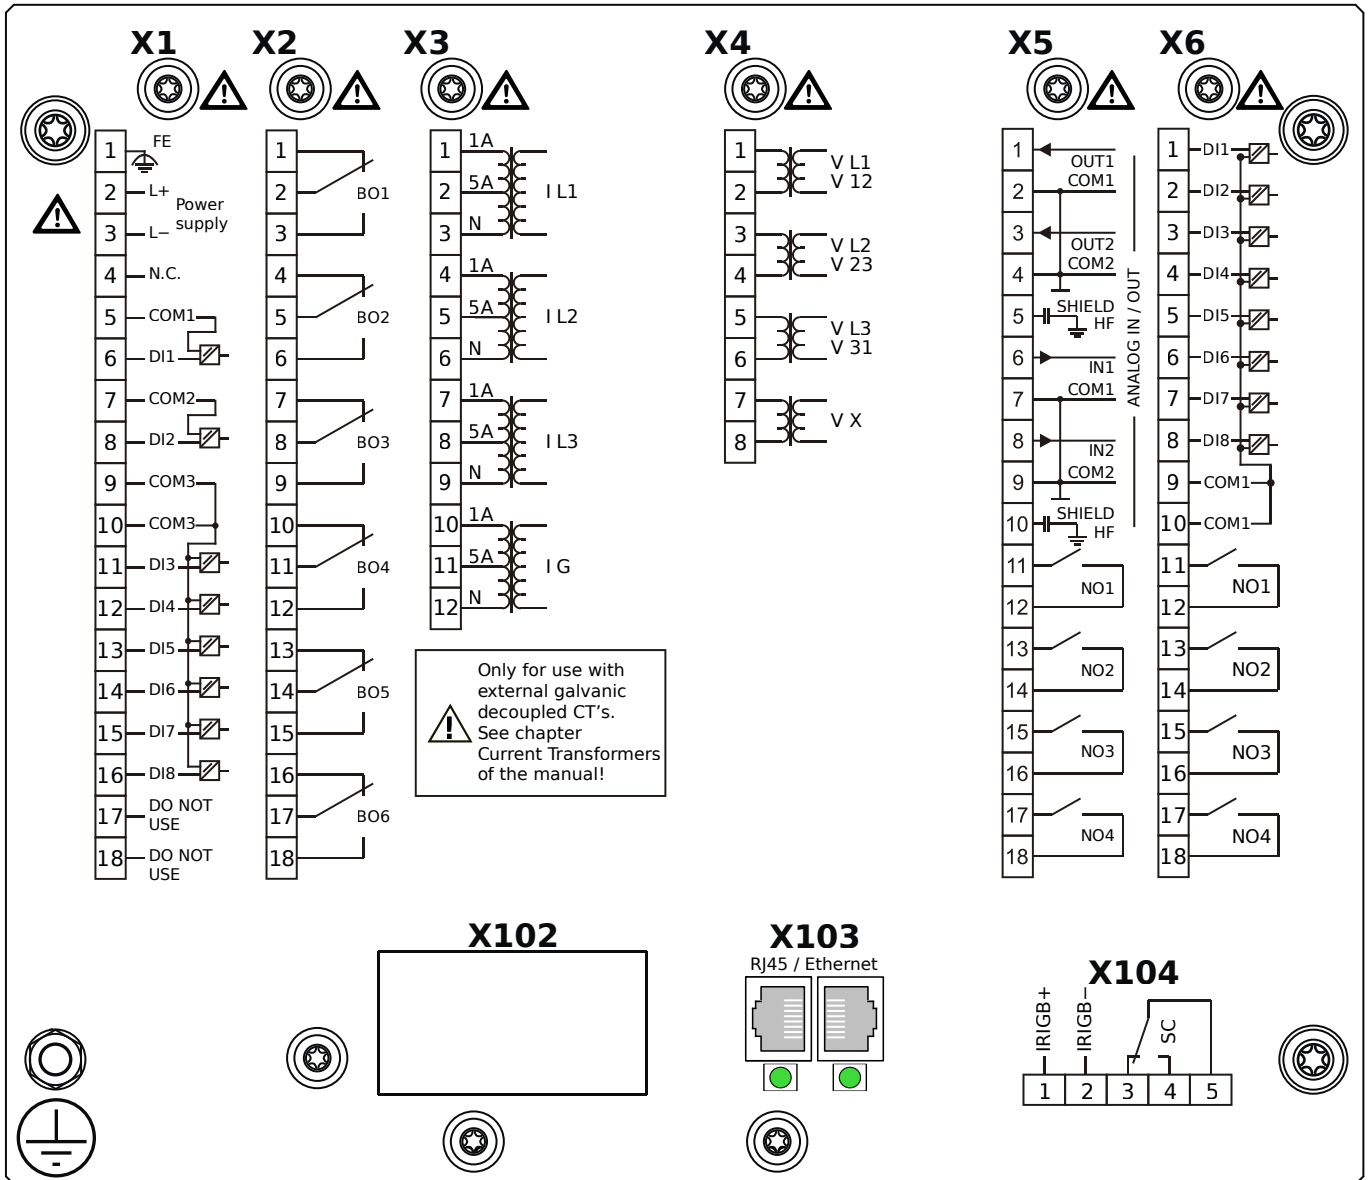 X1 X2 X3 X4 X5 X6
1 FE
2 L+
Power
supply
3 L−
4 N.C.
5 COM1
6 DI1
7 COM2
8 DI2
9 COM3
10 COM3
11 DI3
12 DI4
13 DI5
14 DI6
15 DI7
16 DI8
17 DO NOT
USE
18 DO NOT
USE
1
2 BO1
3
4
5 BO2
6
7
8 BO3
9
10
11 BO4
12
13
14 BO5
15
16
17 BO6
18
1 1A
2 5A I L1
3 N
4 1A
5 5A I L2
6 N
7 1A
8 5A I L3
9 N
10 1A
11 5A I G
12 N
Only for use with
external galvanic
decoupled CT's.
See chapter
Current Transformers
of the manual!
1 V L1
2 V 12
3 V L2
4 V 23
5 V L3
6 V 31
7 V X
8
1 OUT1
2 COM1
3 OUT2
4 COM2
5 SHIELD
HF
6 IN1
7 COM1
8 IN2
9 COM2
10 SHIELD
HF
ANALOG IN / OUT
11 NO1
12
13 NO2
14
15 NO3
16
17 NO4
18
1 DI1
2 DI2
3 DI3
4 DI4
5 DI5
6 DI6
7 DI7
8 DI8
9 COM1
10 COM1
11 NO1
12
13 NO2
14
15 NO3
16
17 NO4
18
X102
X103
RJ45 / Ethernet
X104
IRIGB+ IRIGB− SC
1 2 3 4 5